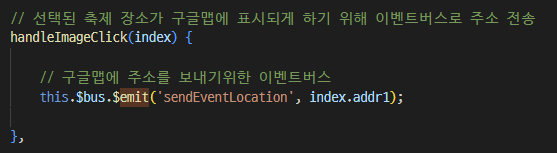 // 선택된 축제 장소가 구글맵에 표시되게 하기 위해 이벤트버스로 주소 전송
handleImageClick(index) {
// 구글맵에 주소를 보내기위한 이벤트버스
this.$bus.$emit('sendEventLocation', index.addr1);
},